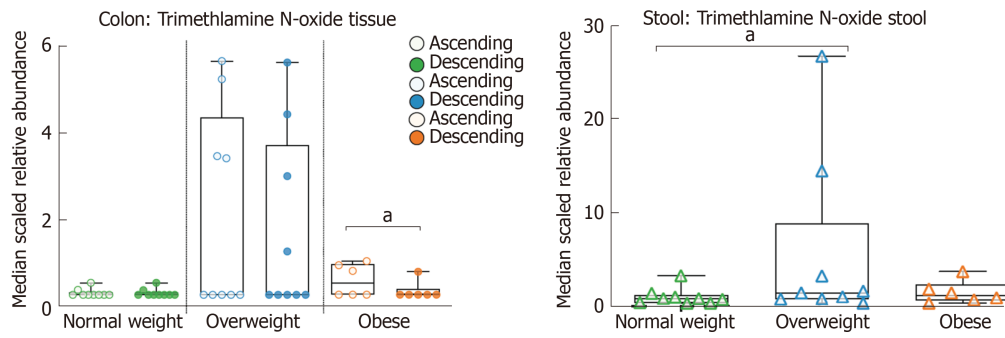 Colon: Trimethlamine N-oxide tissue
Median scaled relative abundance
6
4
2
0
Ascending
Descending
Ascending
Descending
Ascending
Descending
a
Normal weight
Overweight
Obese
Stool: Trimethlamine N-oxide stool
Median scaled relative abundance
30
20
10
0
a
Normal weight
Overweight
Obese